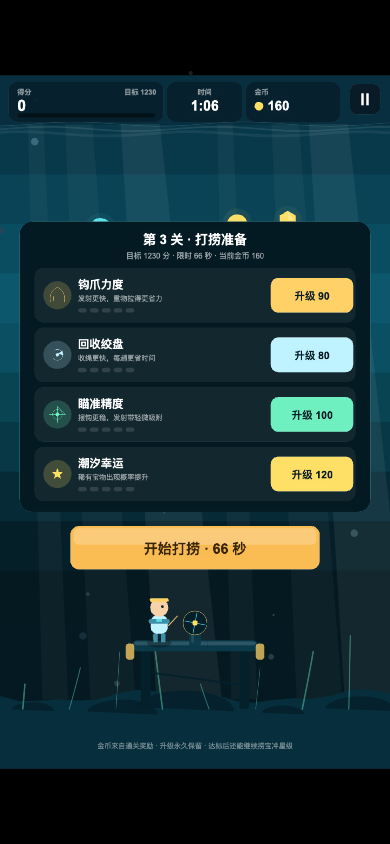 得分
目标 1230
0
时间
1:06
金币
160
第 3 关 · 打捞准备
目标 1230 分 · 限时 66 秒 · 当前金币 160
钩爪力度
发射更快，重物拉得更省力
升级 90
回收绞盘
收绳更快，每趟更省时间
升级 80
瞄准精度
摆钩更稳，发射带轻微吸附
升级 100
潮汐幸运
稀有宝物出现概率提升
升级 120
开始打捞 · 66 秒
金币来自通关奖励 · 升级永久保留 · 达标后还能继续捞宝冲星级